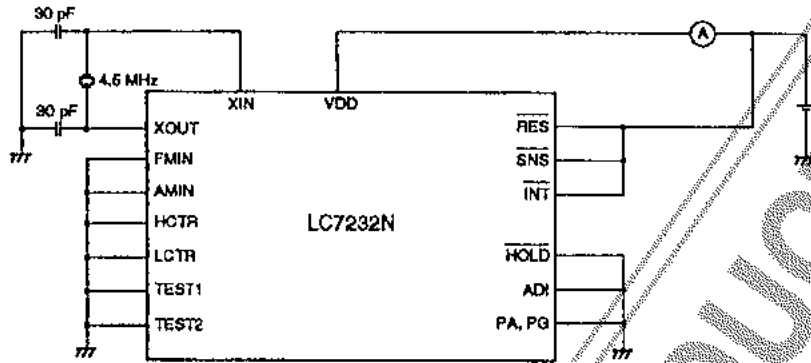 30 pF
A
4.5 MHz
30 pF
XIN
VDD
XOUT
RES
FMIN
SNS
AMIN
INT
HCTR
LC7232N
LCTR
HOLD
TEST1
ADI
TEST2
PA, PG